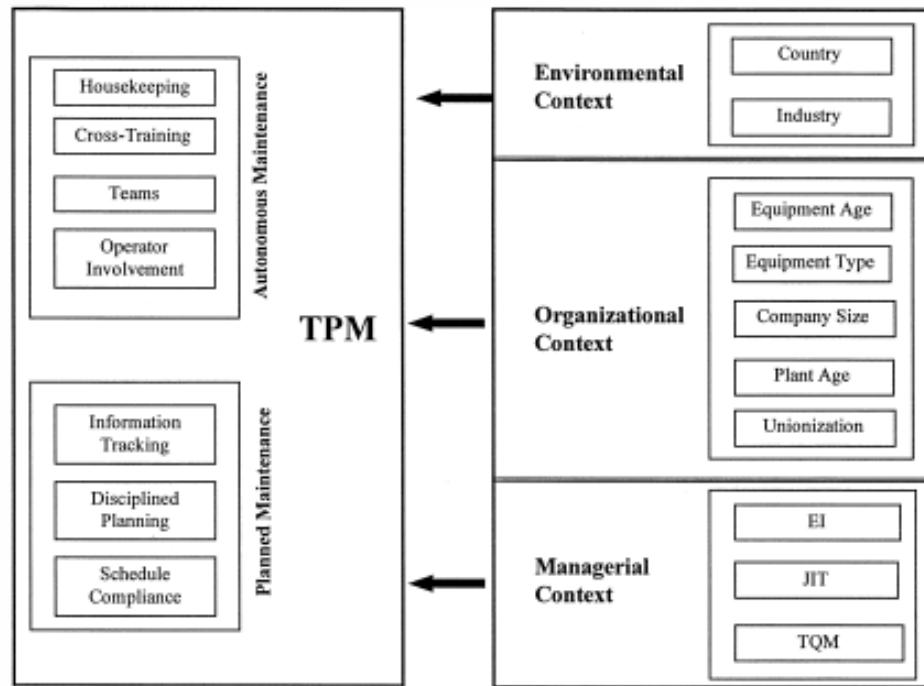 Housekeeping
Cross-Training
Teams
Operator
Involvement
Autonomous Maintenance
TPM
Information
Tracking
Disciplined
Planning
Schedule
Compliance
Planned Maintenance
Environmental
Context
Country
Industry
Organizational
Context
Equipment Age
Equipment Type
Company Size
Plant Age
Unionization
Managerial
Context
EI
JIT
TQM